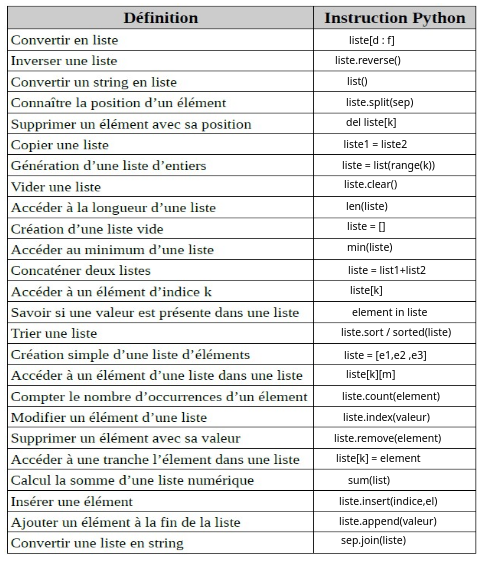 Définition Instruction Python
Convertir en liste liste[d : f]
Inverser une liste liste.reverse()
Convertir un string en liste list()
Connaître la position d’un élément liste.split(sep)
Supprimer un élément avec sa position del liste[k]
Copier une liste liste1 = liste2
Génération d’une liste d’entiers liste = list(range(k))
Vider une liste liste.clear()
Accéder à la longueur d’une liste len(liste)
Création d’une liste vide liste = []
Accéder au minimum d’une liste min(liste)
Concaténer deux listes liste = list1+list2
Accéder à un élément d’indice k liste[k]
Savoir si une valeur est présente dans une liste element in liste
Trier une liste liste.sort / sorted(liste)
Création simple d’une liste d’éléments liste = [e1,e2 ,e3]
Accéder à un élément d’une liste dans une liste liste[k][m]
Compter le nombre d’occurrences d’un élement liste.count(element)
Modifier un élément d’une liste liste.index(valeur)
Supprimer un élément avec sa valeur liste.remove(element)
Accéder à une tranche l’élement dans une liste liste[k] = element
Calcul la somme d’une liste numérique sum(list)
Insérer une élément liste.insert(indice,el)
Ajouter un élément à la fin de la liste liste.append(valeur)
Convertir une liste en string sep.join(liste)